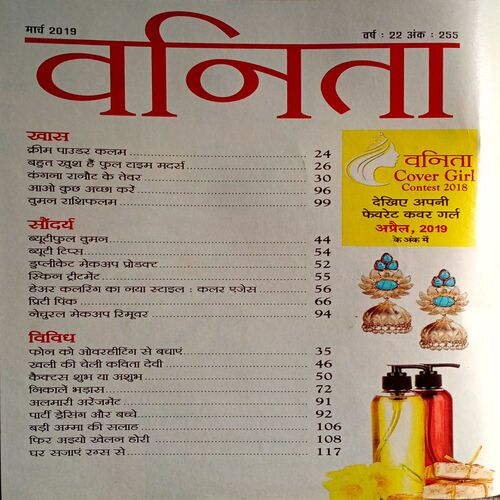 मार्च 2019
वर्ष : 22 अंक : 255
वनिता
खास
क्रीम पाउडर कलम 24
बहुत खुश हैं फुल टाइम मदर्स 26
कंगना रानौट के तेवर 30
आओ कुछ अच्छा करें 96
वुमन राशिफलम 99
सौंदर्य
ब्यूटीफुल वुमन 44
ब्यूटी टिप्स 54
डुप्लीकेट मेकअप प्रोडक्ट 52
स्किन ट्रीटमेंट 55
हेअर कलरिंग का नया स्टाइल : कलर एजेस 56
प्रिटी पिंक 66
नेचुरल मेकअप रिमूवर 94
विविध
फोन को ओवरहीटिंग से बचाएं 35
खली की चेली कविता देवी 46
कैक्टस शुभ या अशुभ 50
निकालें भड़ास 72
अलमारी अरेंजमेंट 91
पार्टी ड्रेसिंग और बच्चे 92
बड़ी अम्मा की सलाह 106
फिर अइयो खेलन होरी 108
घर सजाएं रग्स से 117
वनिता
Cover Girl
Contest 2018
देखिए अपनी
फेवरेट कवर गर्ल
अप्रैल, 2019
के अंक में